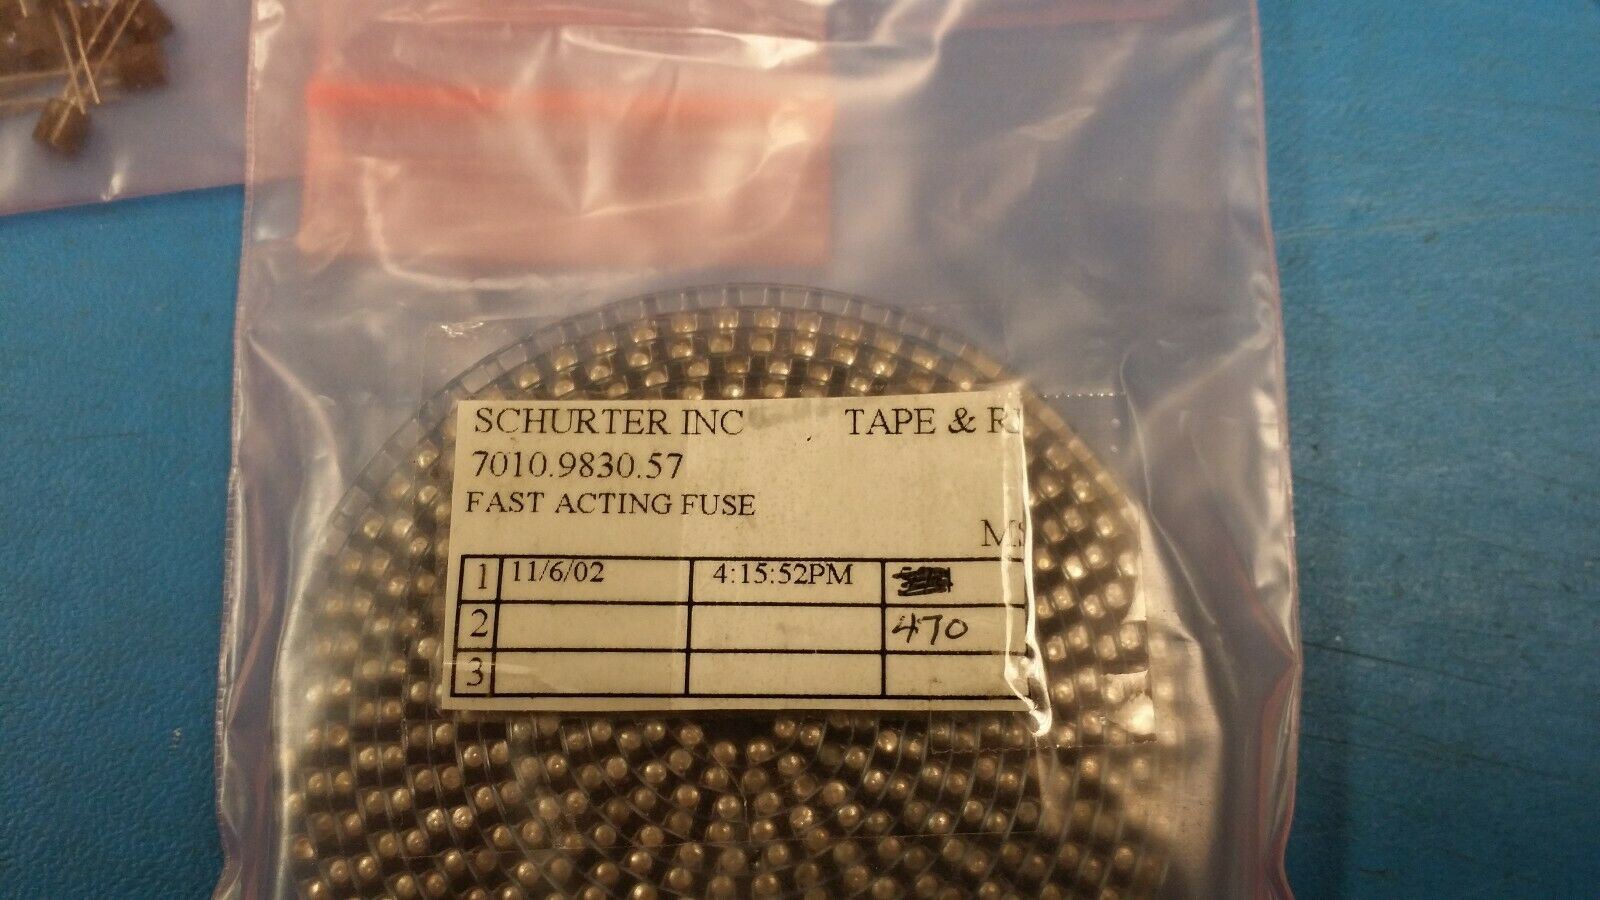 SCHURTER INC TAPE &
7010.9830.57
FAST ACTING FUSE
1 11/6/02 4:15:52PM
2 470
3